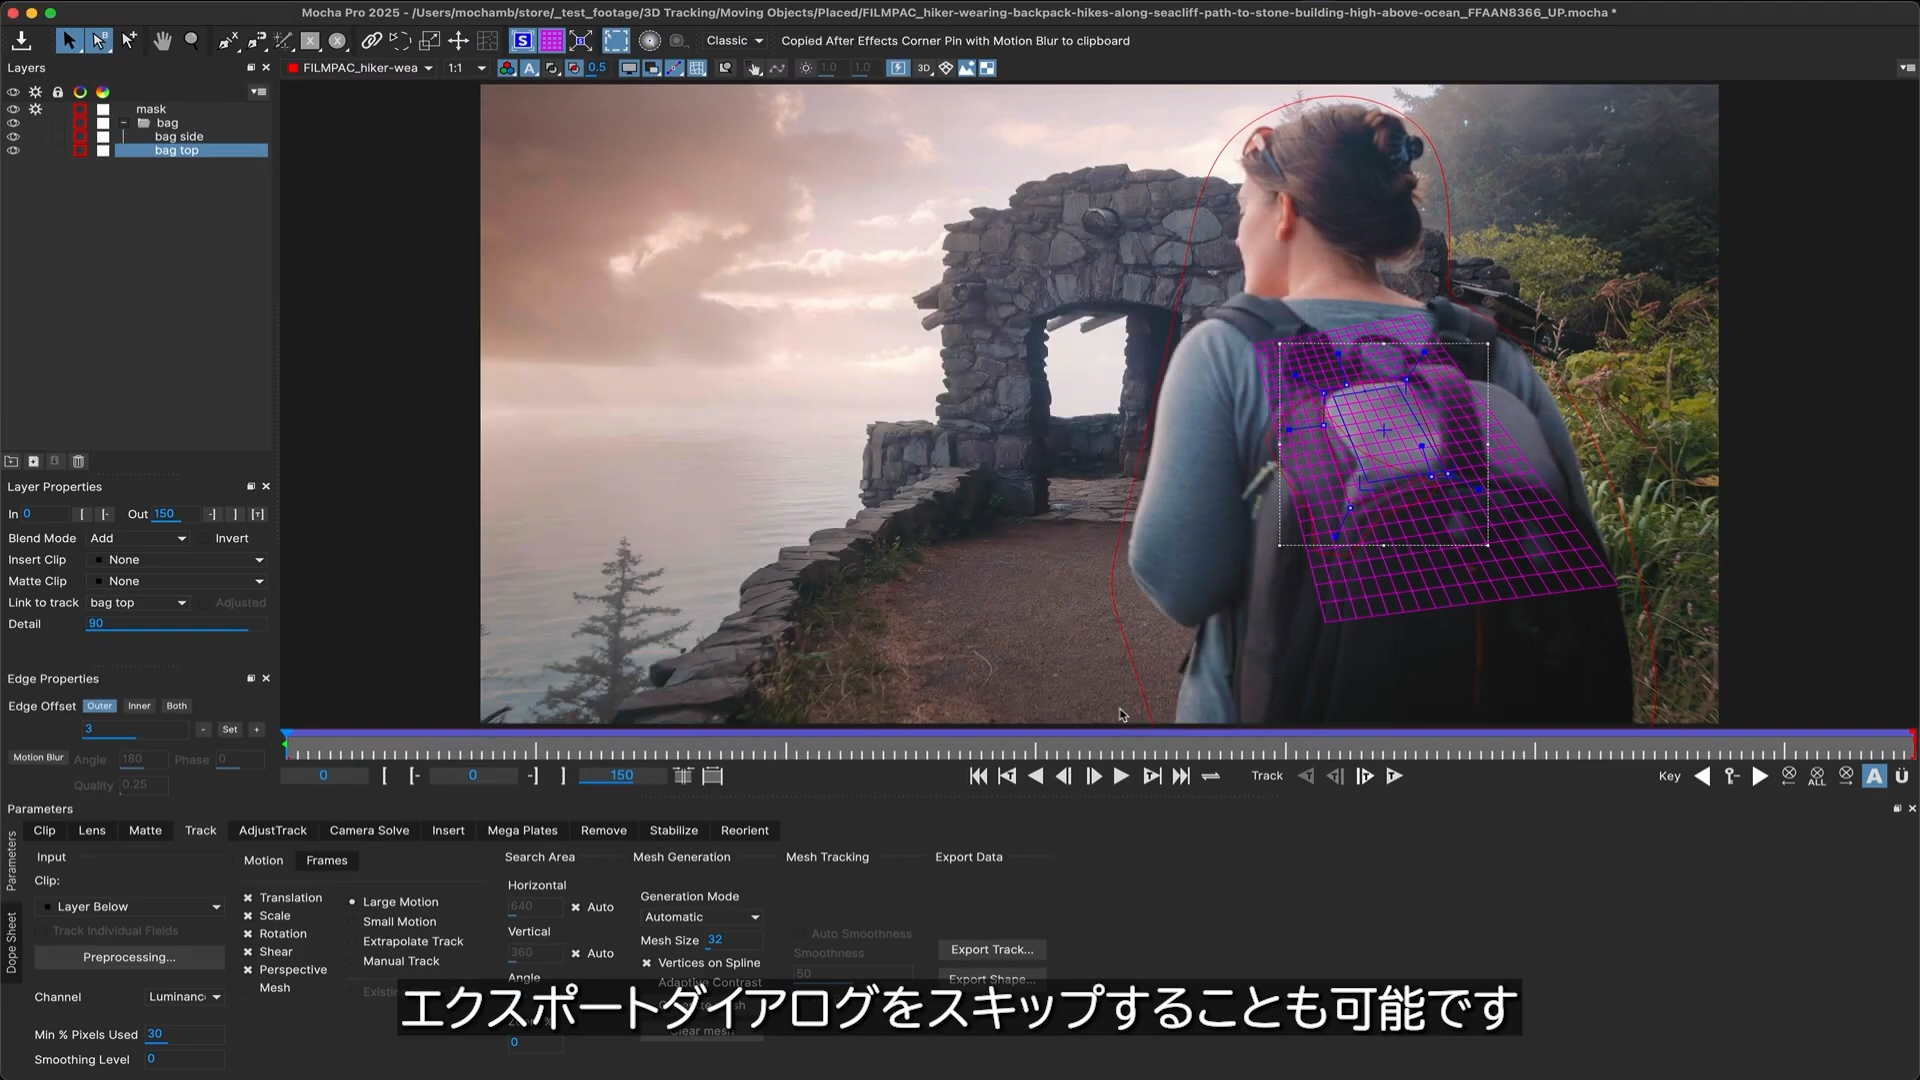 Mocha Pro 2025 - /Users/mochamb/store/_test_footage/3D Tracking/Moving Objects/Placed/FILMPAC_hiker-wearing-backpack-hikes-along-seacliff-path-to-stone-building-high-above-ocean_FFAAN8366_UP.mocha *
Classic
Copied After Effects Corner Pin with Motion Blur to clipboard
Layers
FILMPAC_hiker-wea
1:1
0.5
1.0
1.0
3D
mask
bag
bag side
bag top
Layer Properties
In 0
Out 150
Blend Mode Add
Invert
Insert Clip None
Matte Clip None
Link to track bag top
Adjusted
Detail 90
Edge Properties
Edge Offset Outer Inner Both
3
- Set +
Motion Blur Angle 180 Phase 0
Quality 0.25
0
0
150
Track
Key
ALL
Parameters
Clip Lens Matte Track AdjustTrack Camera Solve Insert Mega Plates Remove Stabilize Reorient
Parameters
Dope Sheet
Input
Clip:
Layer Below
Track Individual Fields
Preprocessing...
Channel Luminanc
Min % Pixels Used 30
Smoothing Level 0
Motion Frames
Translation
Scale
Rotation
Shear
Perspective
Mesh
Large Motion
Small Motion
Extrapolate Track
Manual Track
Search Area
Horizontal
640 Auto
Vertical
360 Auto
Angle
0
Mesh Generation
Generation Mode
Automatic
Mesh Size 32
Vertices on Spline
Adaptive Contrast
Clear mesh
Mesh Tracking
Auto Smoothness
Smoothness
50
Export Data
Export Track...
Export Shape...
エクスポートダイアログをスキップすることも可能です